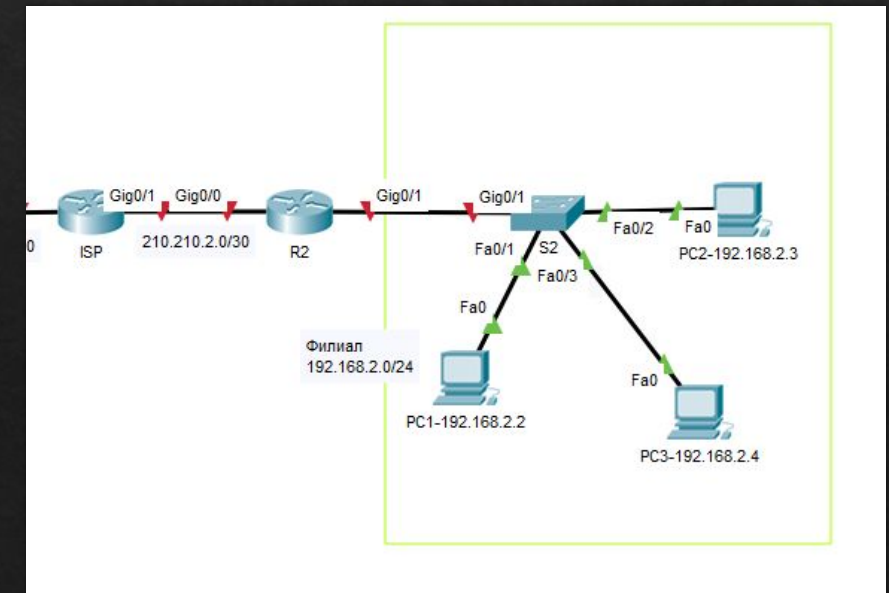 Gig0/1
Gig0/0
Gig0/1
Gig0/1
0
ISP
210.210.2.0/30
R2
Fa0/1
S2
Fa0/2
Fa0
PC2-192.168.2.3
Fa0/3
Fa0
Филиал
192.168.2.0/24
Fa0
PC1-192.168.2.2
PC3-192.168.2.4